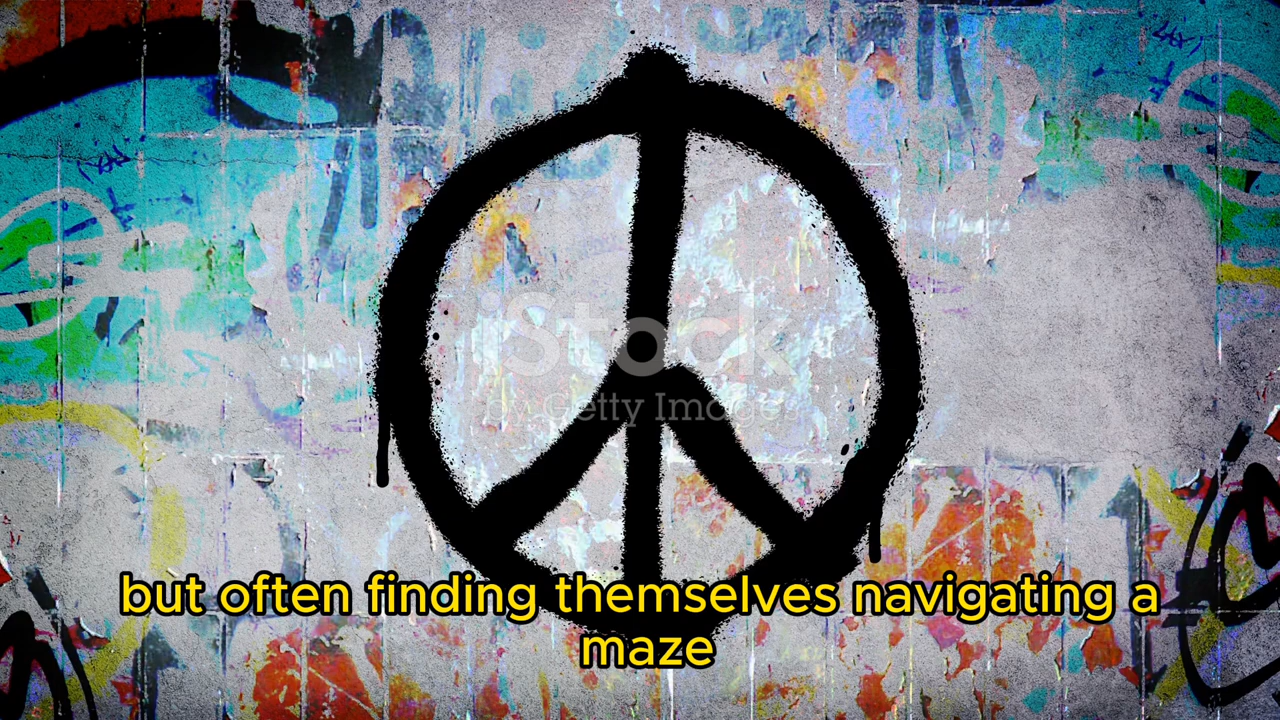 iStock
by Getty Images
but often finding themselves navigating a
maze